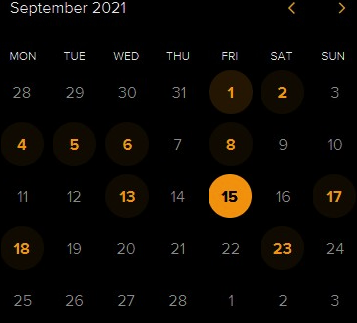 September 2021
MON TUE WED THU FRI SAT SUN
28 29 30 31 1 2 3
4 5 6 7 8 9 10
11 12 13 14 15 16 17
18 19 20 21 22 23 24
25 26 27 28 1 2 3